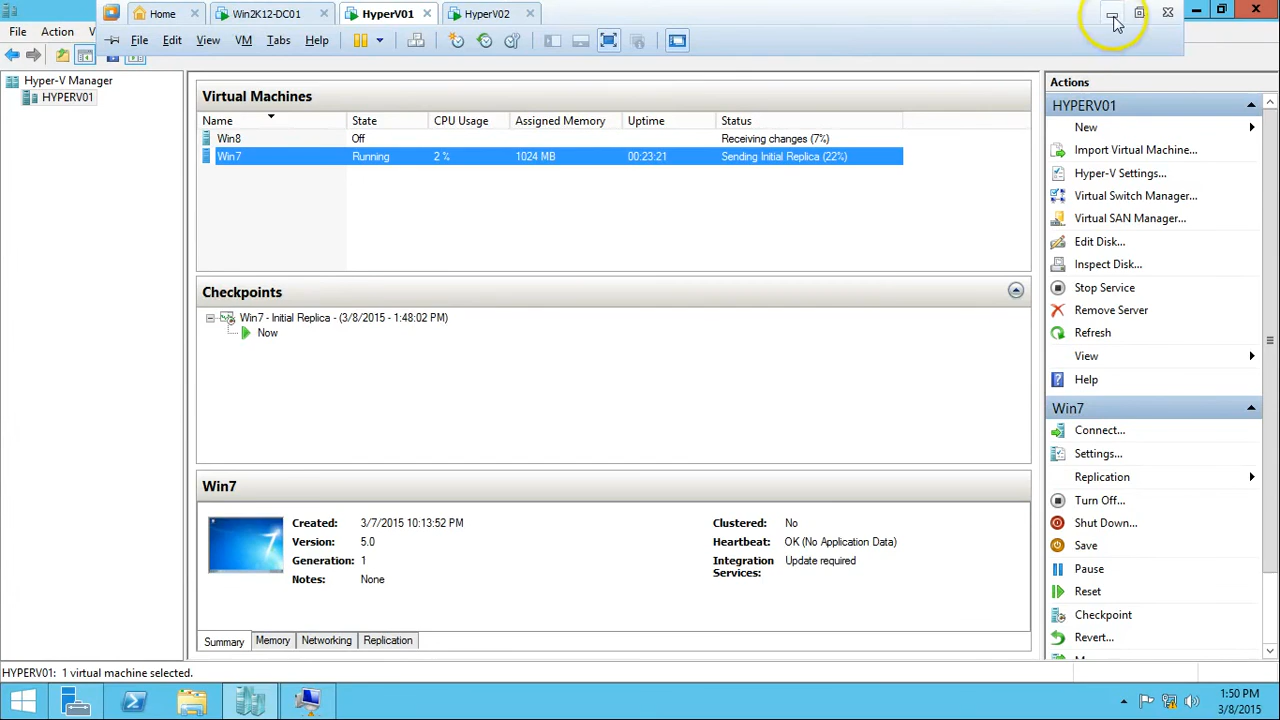 Home
Win2K12-DC01
HyperV01
HyperV02
File Action V
File Edit View VM Tabs Help
Hyper-V Manager
HYPERV01
Virtual Machines
Name State CPU Usage Assigned Memory Uptime Status
Win8 Off Receiving changes (7%)
Win7 Running 2 % 1024 MB 00:23:21 Sending Initial Replica (22%)
Checkpoints
Win7 - Initial Replica - (3/8/2015 - 1:48:02 PM)
Now
Win7
Created: 3/7/2015 10:13:52 PM
Version: 5.0
Generation: 1
Notes: None
Clustered: No
Heartbeat: OK (No Application Data)
Integration Update required
Services:
Summary Memory Networking Replication
Actions
HYPERV01
New
Import Virtual Machine...
Hyper-V Settings...
Virtual Switch Manager...
Virtual SAN Manager...
Edit Disk...
Inspect Disk...
Stop Service
Remove Server
Refresh
View
Help
Win7
Connect...
Settings...
Replication
Turn Off...
Shut Down...
Save
Pause
Reset
Checkpoint
Revert...
HYPERV01: 1 virtual machine selected.
1:50 PM
3/8/2015